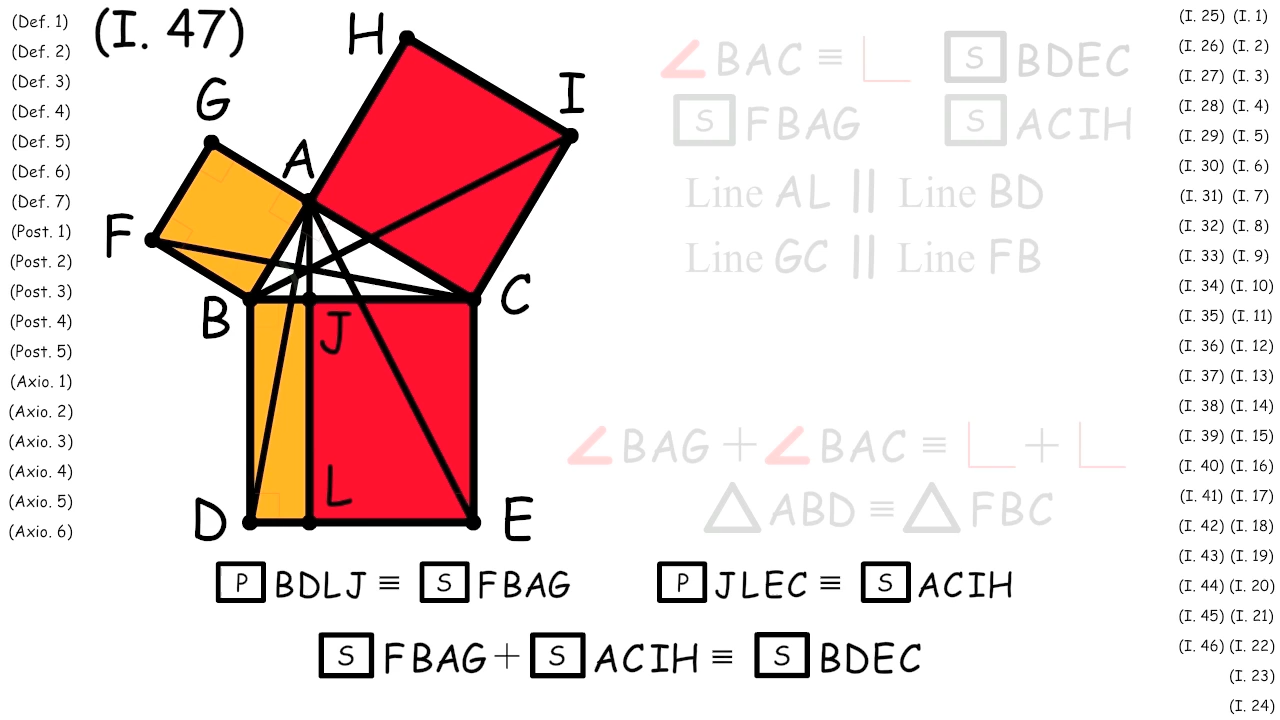 (I. 47)
(Def. 1)
(Def. 2)
(Def. 3)
(Def. 4)
(Def. 5)
(Def. 6)
(Def. 7)
(Post. 1)
(Post. 2)
(Post. 3)
(Post. 4)
(Post. 5)
(Axio. 1)
(Axio. 2)
(Axio. 3)
(Axio. 4)
(Axio. 5)
(Axio. 6)
H
I
G
A
F
B
J
C
D
L
E
∠BAC ≡ ∟ S BDEC
S FBAG S ACIH
Line AL || Line BD
Line GC || Line FB
∠BAG + ∠BAC ≡ ∟ + ∟
△ABD ≡ △FBC
P BDLJ ≡ S FBAG P JLEC ≡ S ACIH
S FBAG + S ACIH ≡ S BDEC
(I. 25) (I. 1)
(I. 26) (I. 2)
(I. 27) (I. 3)
(I. 28) (I. 4)
(I. 29) (I. 5)
(I. 30) (I. 6)
(I. 31) (I. 7)
(I. 32) (I. 8)
(I. 33) (I. 9)
(I. 34) (I. 10)
(I. 35) (I. 11)
(I. 36) (I. 12)
(I. 37) (I. 13)
(I. 38) (I. 14)
(I. 39) (I. 15)
(I. 40) (I. 16)
(I. 41) (I. 17)
(I. 42) (I. 18)
(I. 43) (I. 19)
(I. 44) (I. 20)
(I. 45) (I. 21)
(I. 46) (I. 22)
(I. 23)
(I. 24)